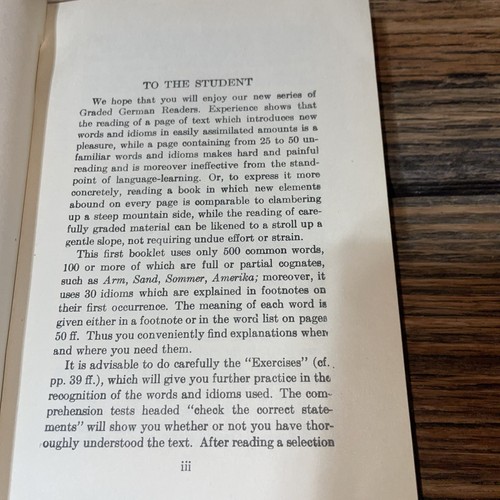 TO THE STUDENT
We hope that you will enjoy our new series of
Graded German Readers. Experience shows that
the reading of a page of text which introduces new
words and idioms in easily assimilated amounts is a
pleasure, while a page containing from 25 to 50 un-
familiar words and idioms makes hard and painful
reading and is moreover ineffective from the stand-
point of language-learning. Or, to express it more
concretely, reading a book in which new elements
abound on every page is comparable to clambering
up a steep mountain side, while the reading of care-
fully graded material can be likened to a stroll up a
gentle slope, not requiring undue effort or strain.
This first booklet uses only 500 common words,
100 or more of which are full or partial cognates,
such as Arm, Sand, Sommer, Amerika; moreover, it
uses 30 idioms which are explained in footnotes on
their first occurrence. The meaning of each word is
given either in a footnote or in the word list on pages
50 ff. Thus you conveniently find explanations when
and where you need them.
It is advisable to do carefully the "Exercises" (cf.
pp. 39 ff.), which will give you further practice in the
recognition of the words and idioms used. The com-
prehension tests headed "check the correct state-
ments" will show you whether or not you have thor-
oughly understood the text. After reading a selection
iii